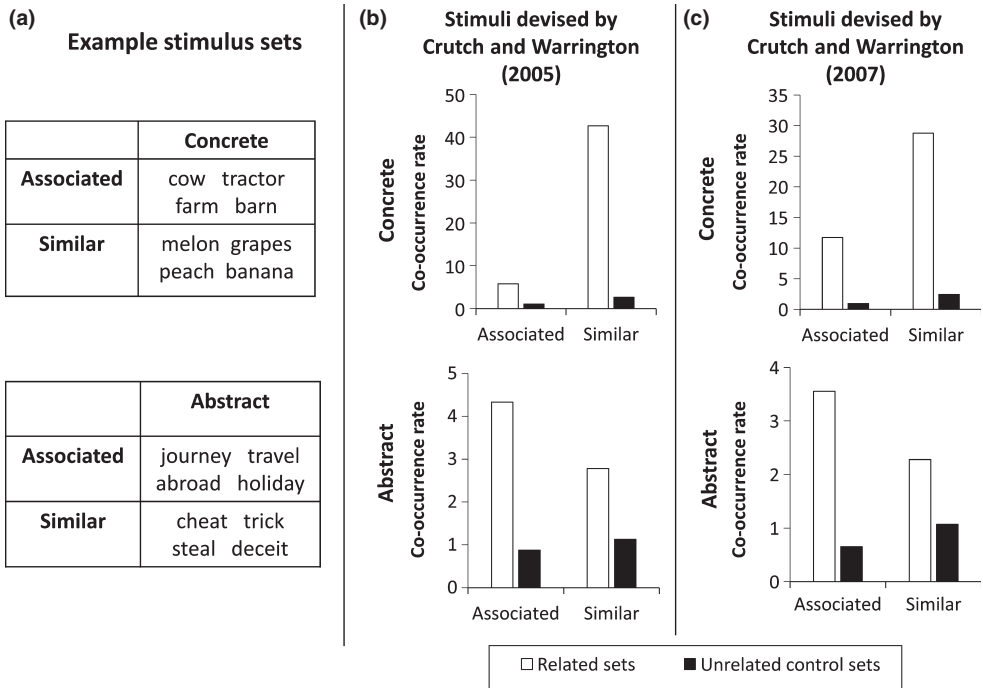 (a)
Example stimulus sets
Concrete
Associated
cow tractor
farm barn
Similar
melon grapes
peach banana
Abstract
Associated
journey travel
abroad holiday
Similar
cheat trick
steal deceit
(b)
Stimuli devised by
Crutch and Warrington
(2005)
Concrete
Co-occurrence rate
50
40
30
20
10
0
Associated Similar
Abstract
Co-occurrence rate
5
4
3
2
1
0
Associated Similar
(c)
Stimuli devised by
Crutch and Warrington
(2007)
Concrete
Co-occurrence rate
35
30
25
20
15
10
5
0
Associated Similar
Abstract
Co-occurrence rate
4
3
2
1
0
Associated Similar
Related sets Unrelated control sets